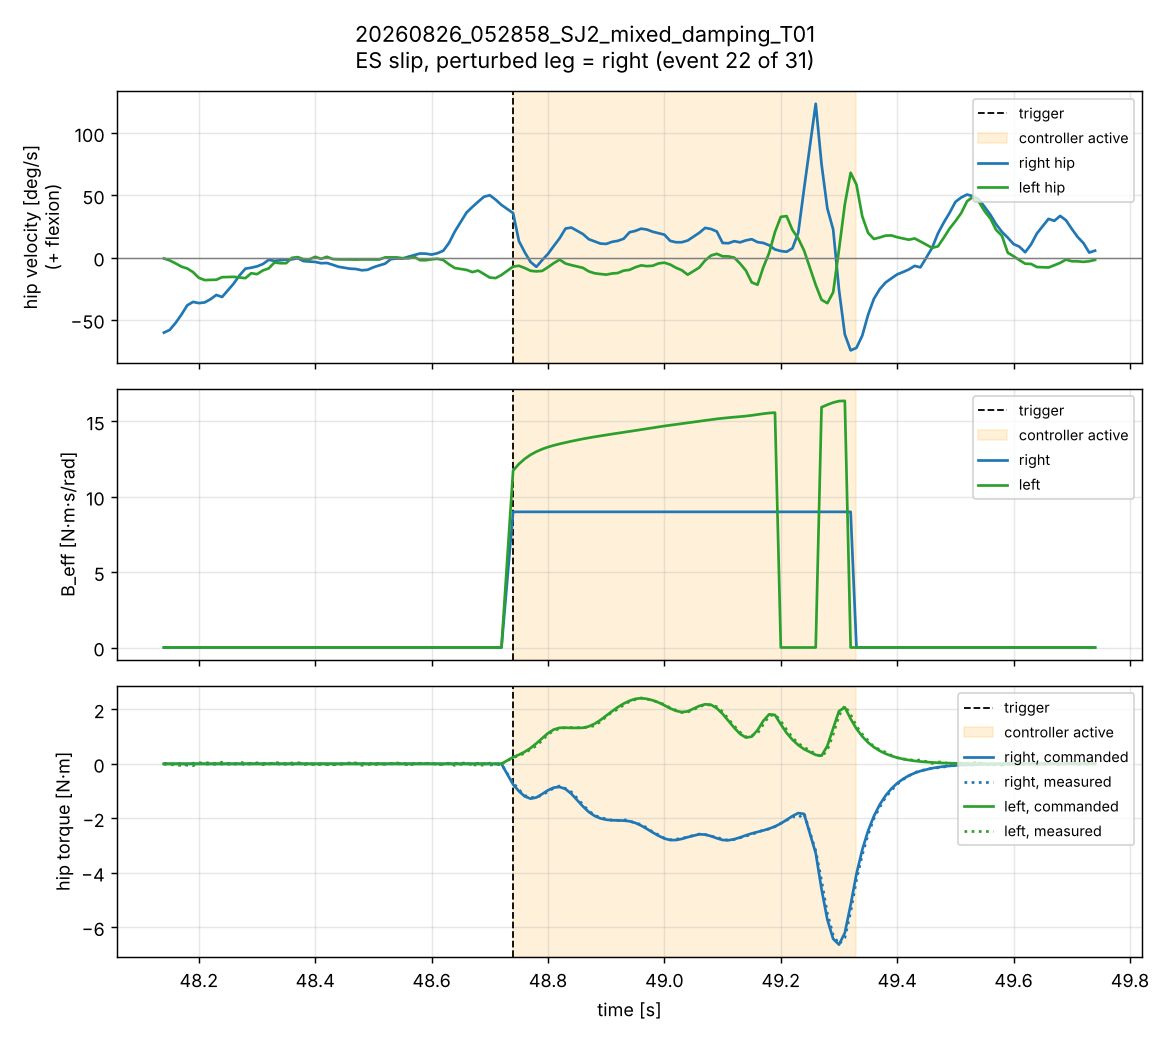 20260826_052858_SJ2_mixed_damping_T01
ES slip, perturbed leg = right (event 22 of 31)
hip velocity [deg/s]
(+ flexion)
100
50
0
−50
trigger
controller active
right hip
left hip
B_eff [N·m·s/rad]
15
10
5
0
trigger
controller active
right
left
hip torque [N·m]
2
0
−2
−4
−6
trigger
controller active
right, commanded
right, measured
left, commanded
left, measured
48.2 48.4 48.6 48.8 49.0 49.2 49.4 49.6 49.8
time [s]